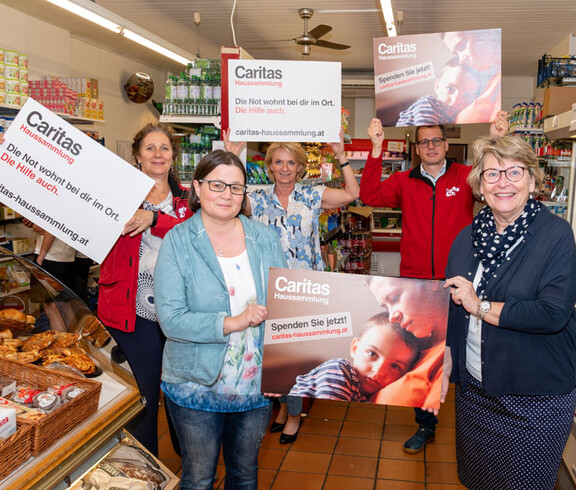 Caritas
Haussammlung
Die Not wohnt bei dir im Ort.
Die Hilfe auch.
caritas-haussammlung.at
Caritas
Haussammlung
Die Not wohnt bei dir im Ort.
Die Hilfe auch.
caritas-haussammlung.at
Caritas
Haussammlung
Spenden Sie jetzt!
caritas-haussammlung.at
Caritas
Haussammlung
Spenden Sie jetzt!
caritas-haussammlung.at